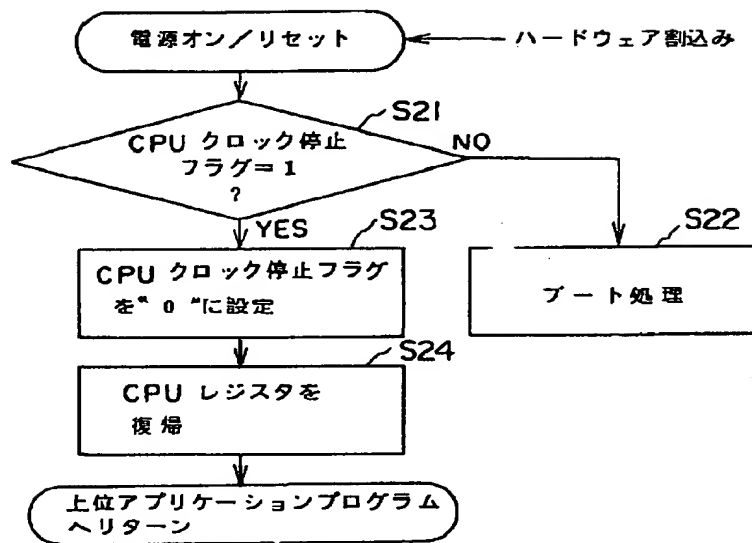 電源オン／リセット
ハードウェア割込み
S21
CPU クロック停止
フラグ＝1
?
NO
YES
S23
S22
CPU クロック停止フラグ
を“0”に設定
ブート処理
S24
CPU レジスタを
復帰
上位アプリケーションプログラム
へリターン